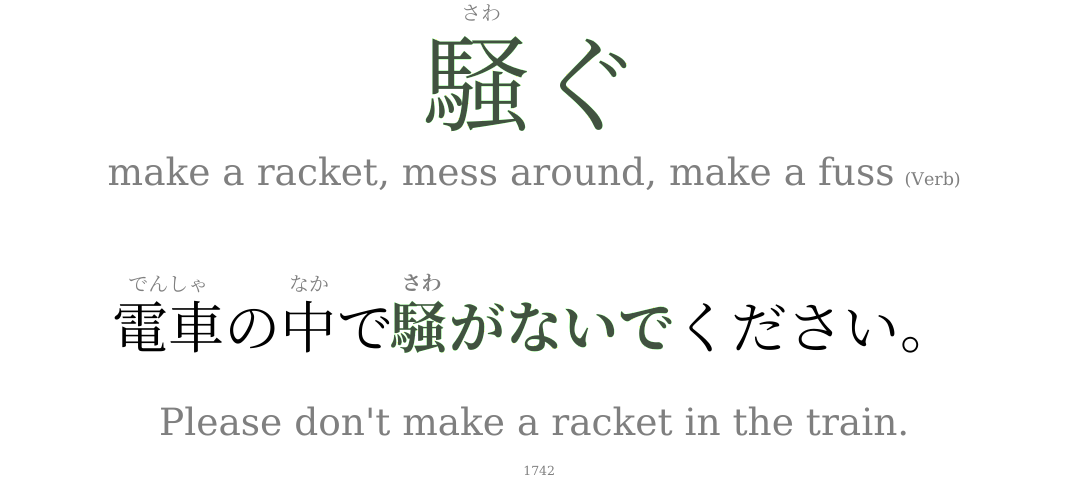 さわ
騒ぐ
make a racket, mess around, make a fuss (Verb)
でんしゃ なか さわ
電車の中で騒がないでください。
Please don't make a racket in the train.
1742